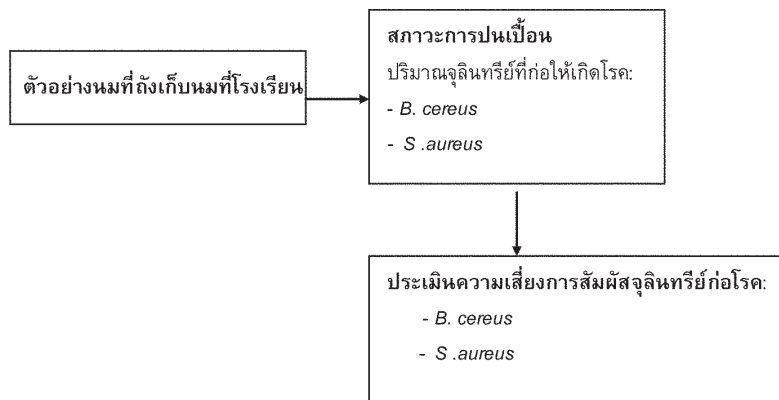 สภาวะการปนเปื้อน
ตัวอย่างนมที่ถังเก็บนมที่โรงเรียน
ปริมาณจุลินทรีย์ที่ก่อให้เกิดโรค:
- B. cereus
- S .aureus
ประเมินความเสี่ยงการสัมผัสจุลินทรีย์ก่อโรค:
- B. cereus
- S .aureus